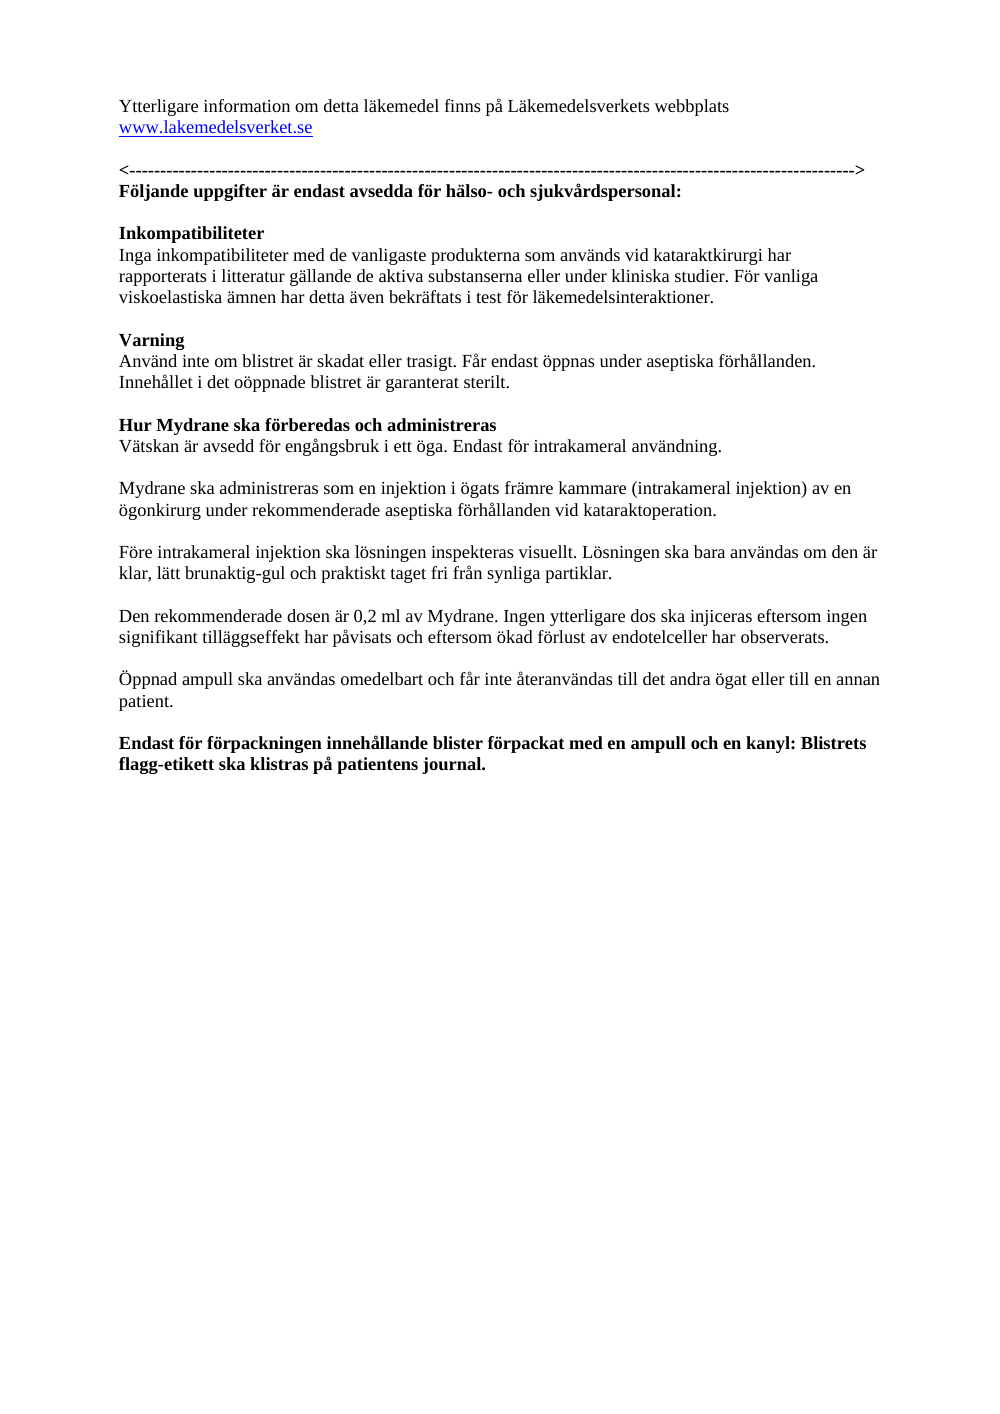 Ytterligare information om detta läkemedel finns på Läkemedelsverkets webbplats
www.lakemedelsverket.se
<----------------------------------------------------------------------------------------------------------------------->
Följande uppgifter är endast avsedda för hälso- och sjukvårdspersonal:
Inkompatibiliteter
Inga inkompatibiliteter med de vanligaste produkterna som används vid kataraktkirurgi har
rapporterats i litteratur gällande de aktiva substanserna eller under kliniska studier. För vanliga
viskoelastiska ämnen har detta även bekräftats i test för läkemedelsinteraktioner.
Varning
Använd inte om blistret är skadat eller trasigt. Får endast öppnas under aseptiska förhållanden.
Innehållet i det oöppnade blistret är garanterat sterilt.
Hur Mydrane ska förberedas och administreras
Vätskan är avsedd för engångsbruk i ett öga. Endast för intrakameral användning.
Mydrane ska administreras som en injektion i ögats främre kammare (intrakameral injektion) av en
ögonkirurg under rekommenderade aseptiska förhållanden vid kataraktoperation.
Före intrakameral injektion ska lösningen inspekteras visuellt. Lösningen ska bara användas om den är
klar, lätt brunaktig-gul och praktiskt taget fri från synliga partiklar.
Den rekommenderade dosen är 0,2 ml av Mydrane. Ingen ytterligare dos ska injiceras eftersom ingen
signifikant tilläggseffekt har påvisats och eftersom ökad förlust av endotelceller har observerats.
Öppnad ampull ska användas omedelbart och får inte återanvändas till det andra ögat eller till en annan
patient.
Endast för förpackningen innehållande blister förpackat med en ampull och en kanyl: Blistrets
flagg-etikett ska klistras på patientens journal.